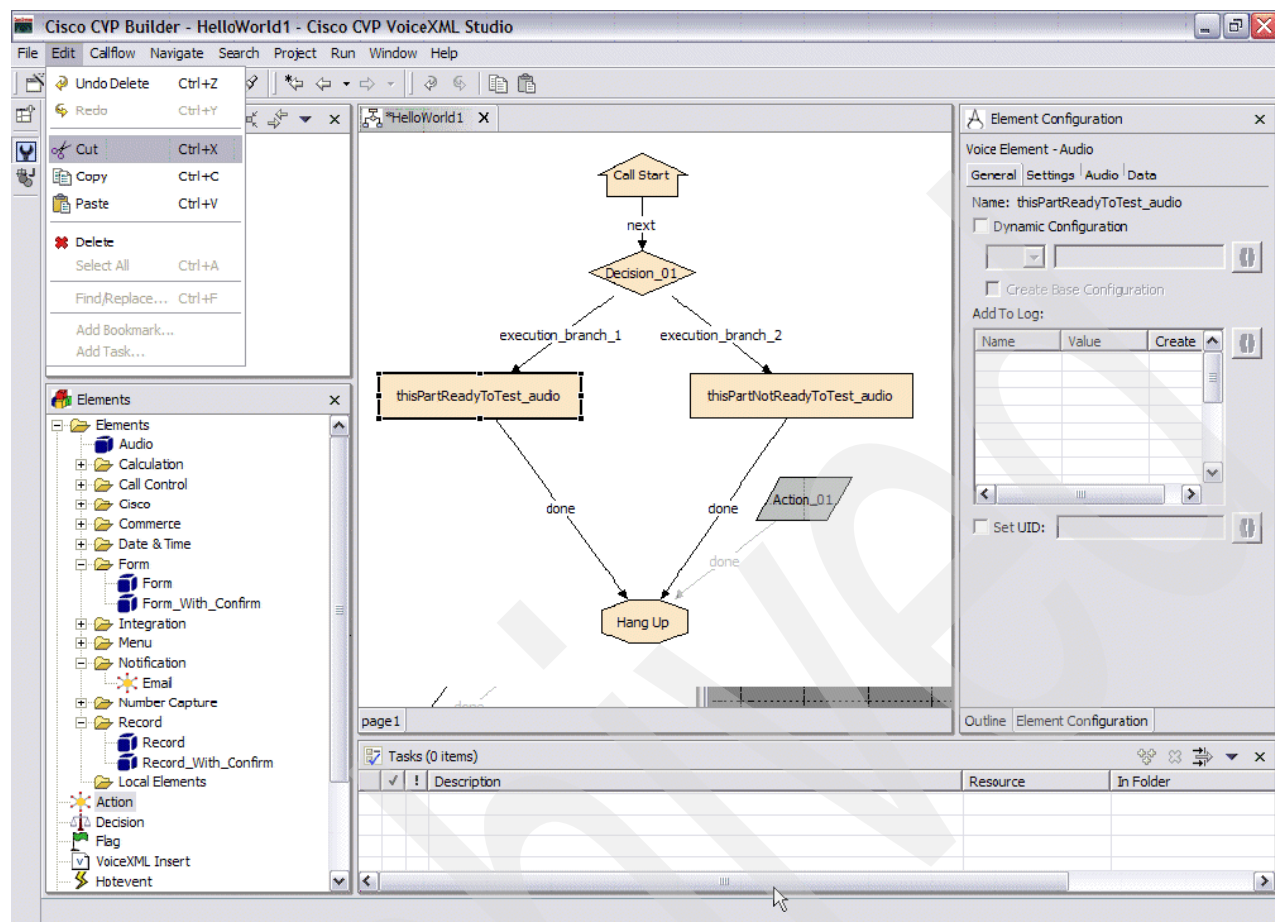 Cisco CVP Builder - HelloWorld1 - Cisco CVP VoiceXML Studio
File Edit Callflow Navigate Search Project Run Window Help
Undo Delete Ctrl+Z
Redo Ctrl+Y
Cut Ctrl+X
Copy Ctrl+C
Paste Ctrl+V
Delete
Select All Ctrl+A
Find/Replace... Ctrl+F
Add Bookmark...
Add Task...
Elements
Elements
Audio
Calculation
Call Control
Cisco
Commerce
Date & Time
Form
Form
Form_With_Confirm
Integration
Menu
Notification
Email
Number Capture
Record
Record
Record_With_Confirm
Local Elements
Action
Decision
Flag
VoiceXML Insert
Hotevent
*HelloWorld1
Call Start
next
Decision_01
execution_branch_1 execution_branch_2
thisPartReadyToTest_audio thisPartNotReadyToTest_audio
Action_01
done done
done
Hang Up
done
page1
Element Configuration
Voice Element - Audio
General Settings Audio Data
Name: thisPartReadyToTest_audio
Dynamic Configuration
Create Base Configuration
Add To Log:
Name Value Create
Set UID:
Outline Element Configuration
Tasks (0 items)
! Description Resource In Folder